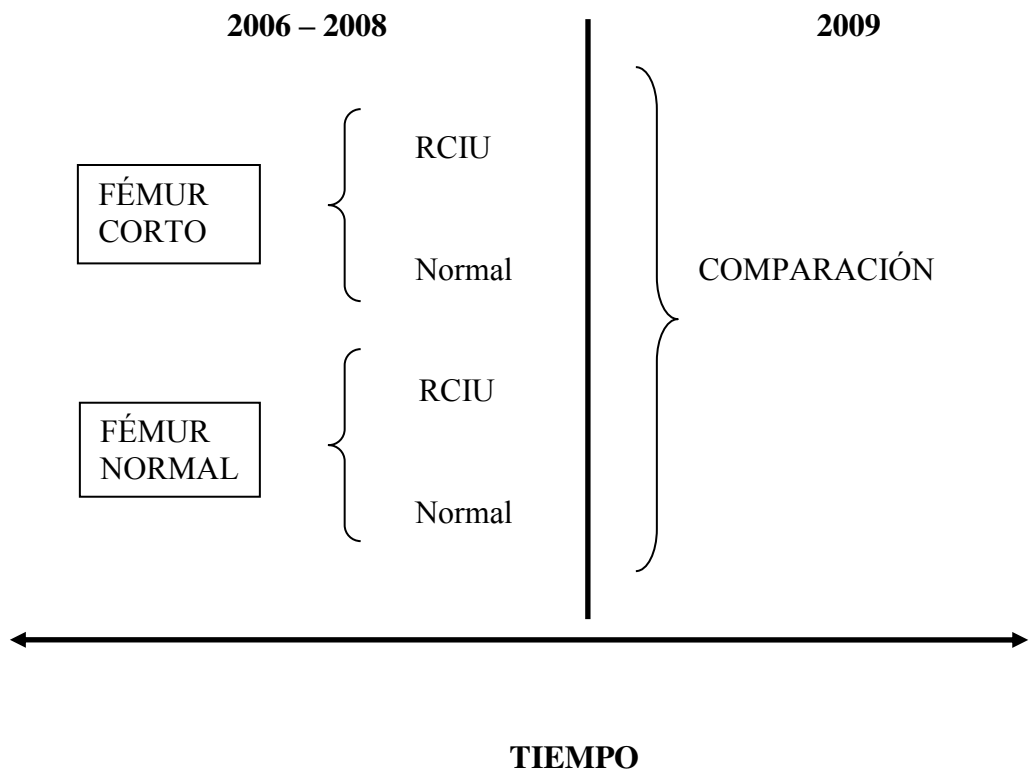 2006 – 2008
2009
RCIU
FÉMUR
CORTO
Normal
COMPARACIÓN
RCIU
FÉMUR
NORMAL
Normal
TIEMPO